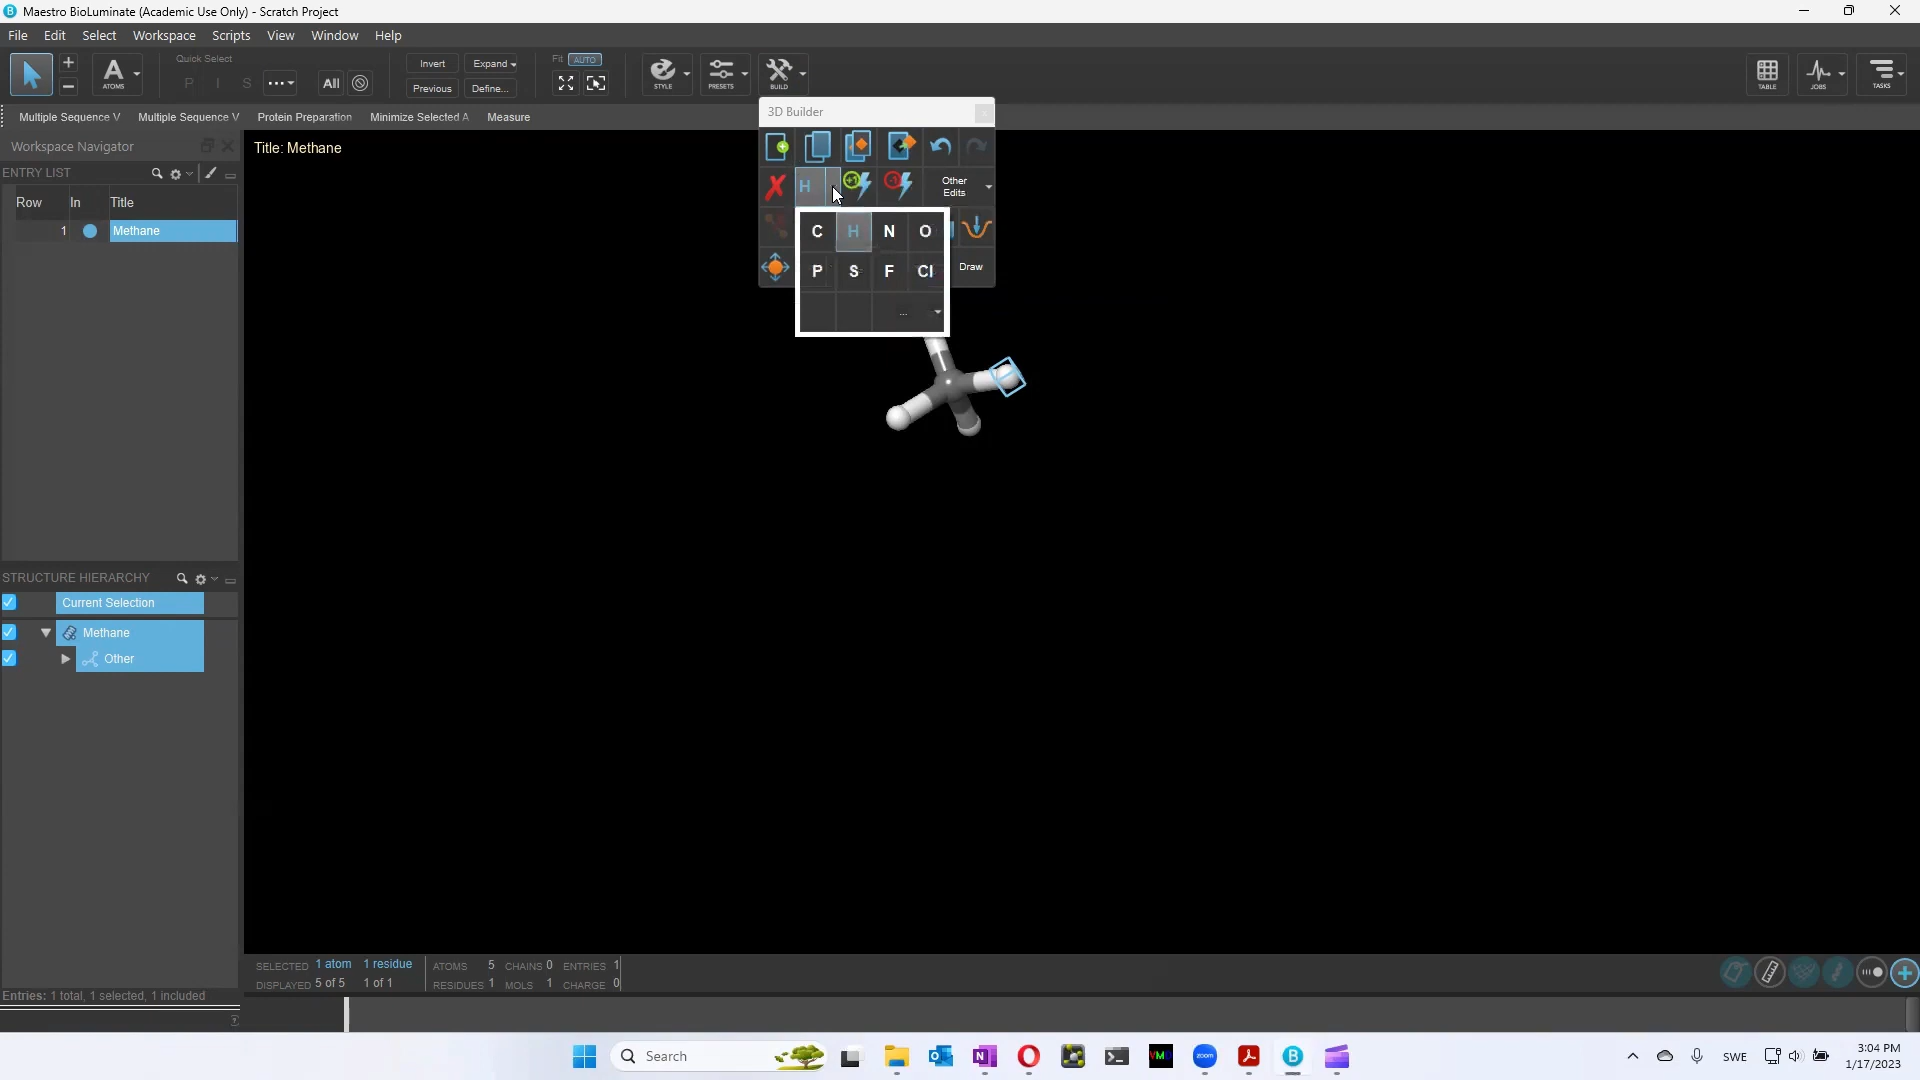 Maestro BioLuminate (Academic Use Only) - Scratch Project
File Edit Select Workspace Scripts View Window Help
Quick Select
Invert Expand
Fit AUTO
A
ATOMS
P I S ... All
Previous Define...
STYLE PRESETS BUILD
TABLE JOBS TASKS
Multiple Sequence V Multiple Sequence V Protein Preparation Minimize Selected A Measure
3D Builder
Workspace Navigator
Title: Methane
ENTRY LIST
Row In Title
1 Methane
H
+1 -1
Other Edits
C H N O
P S F Cl
Draw
...
STRUCTURE HIERARCHY
Current Selection
Methane
Other
SELECTED 1 atom 1 residue ATOMS 5 CHAINS 0 ENTRIES 1
DISPLAYED 5 of 5 1 of 1 RESIDUES 1 MOLS 1 CHARGE 0
Entries: 1 total, 1 selected, 1 included
Search
VMD
zoom
SWE
3:04 PM
1/17/2023